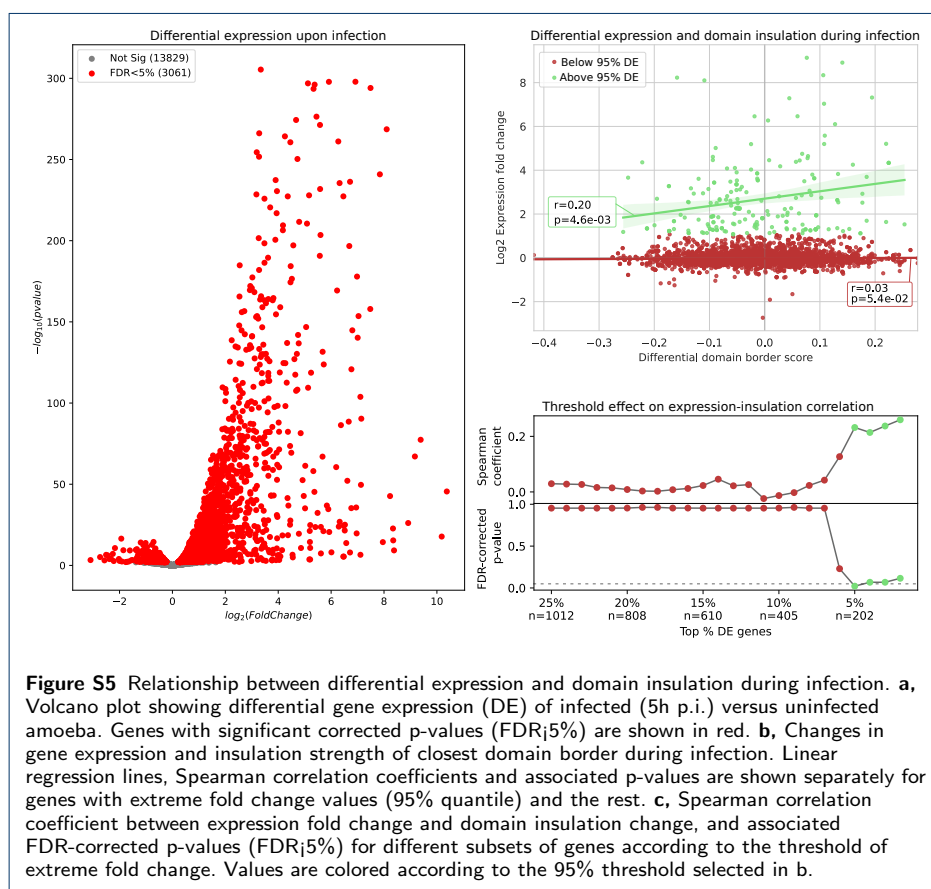 Differential expression upon infection
Not Sig (13829)
FDR<5% (3061)
300
250
200
150
100
50
0
−log10(pvalue)
−2 0 2 4 6 8 10
log2(FoldChange)
Differential expression and domain insulation during infection
Below 95% DE
Above 95% DE
8
6
4
2
0
−2
Log2 Expression fold change
r=0.20
p=4.6e-03
r=0.03
p=5.4e-02
−0.4 −0.3 −0.2 −0.1 0.0 0.1 0.2
Differential domain border score
Threshold effect on expression-insulation correlation
Spearman
coefficient
0.2
0.0
FDR-corrected
p-value
1.0
0.5
0.0
25% 20% 15% 10% 5%
n=1012 n=808 n=610 n=405 n=202
Top % DE genes
Figure S5 Relationship between differential expression and domain insulation during infection. a,
Volcano plot showing differential gene expression (DE) of infected (5h p.i.) versus uninfected
amoeba. Genes with significant corrected p-values (FDR¡5%) are shown in red. b, Changes in
gene expression and insulation strength of closest domain border during infection. Linear
regression lines, Spearman correlation coefficients and associated p-values are shown separately for
genes with extreme fold change values (95% quantile) and the rest. c, Spearman correlation
coefficient between expression fold change and domain insulation change, and associated
FDR-corrected p-values (FDR¡5%) for different subsets of genes according to the threshold of
extreme fold change. Values are colored according to the 95% threshold selected in b.